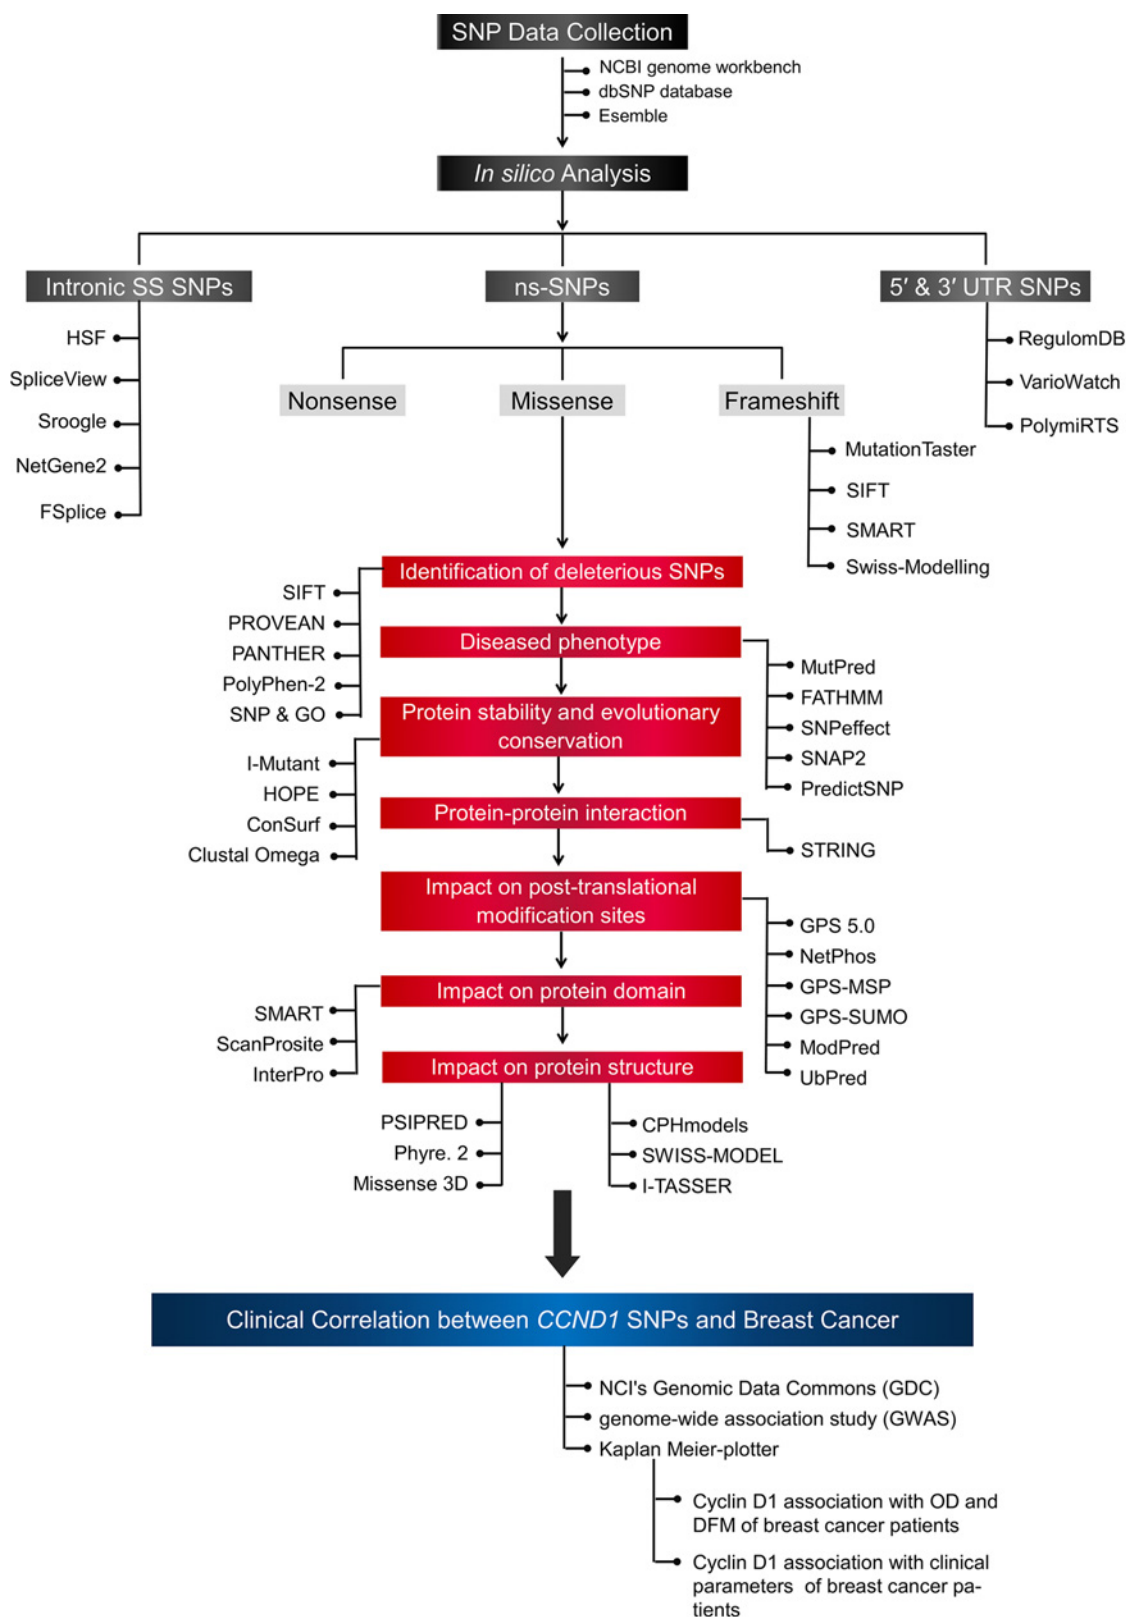 SNP Data Collection
NCBI genome workbench
dbSNP database
Esemble
In silico Analysis
Intronic SS SNPs
HSF
SpliceView
Sroogle
NetGene2
FSplice
ns-SNPs
5′ & 3′ UTR SNPs
RegulomDB
VarioWatch
PolymiRTS
Nonsense
Missense
Frameshift
MutationTaster
SIFT
SMART
Swiss-Modelling
Identification of deleterious SNPs
SIFT
PROVEAN
PANTHER
PolyPhen-2
SNP & GO
Diseased phenotype
MutPred
FATHMM
SNPeffect
SNAP2
PredictSNP
Protein stability and evolutionary
conservation
I-Mutant
HOPE
ConSurf
Clustal Omega
Protein-protein interaction
STRING
Impact on post-translational
modification sites
GPS 5.0
NetPhos
GPS-MSP
GPS-SUMO
ModPred
UbPred
Impact on protein domain
SMART
ScanProsite
InterPro
Impact on protein structure
PSIPRED
Phyre. 2
Missense 3D
CPHmodels
SWISS-MODEL
I-TASSER
Clinical Correlation between CCND1 SNPs and Breast Cancer
NCI's Genomic Data Commons (GDC)
genome-wide association study (GWAS)
Kaplan Meier-plotter
Cyclin D1 association with OD and
DFM of breast cancer patients
Cyclin D1 association with clinical
parameters of breast cancer pa-
tients